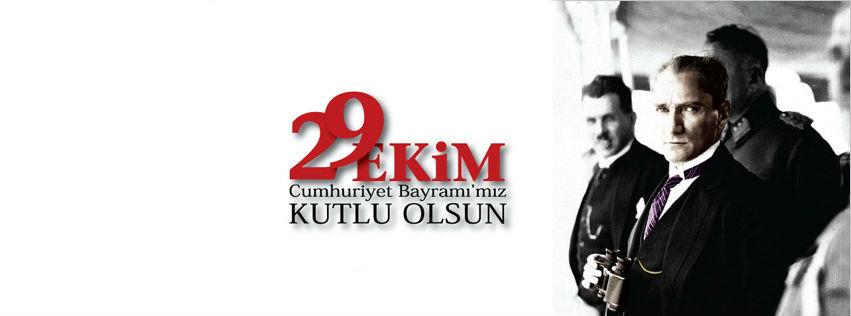 29 EKİM
Cumhuriyet Bayramı'mız
KUTLU OLSUN